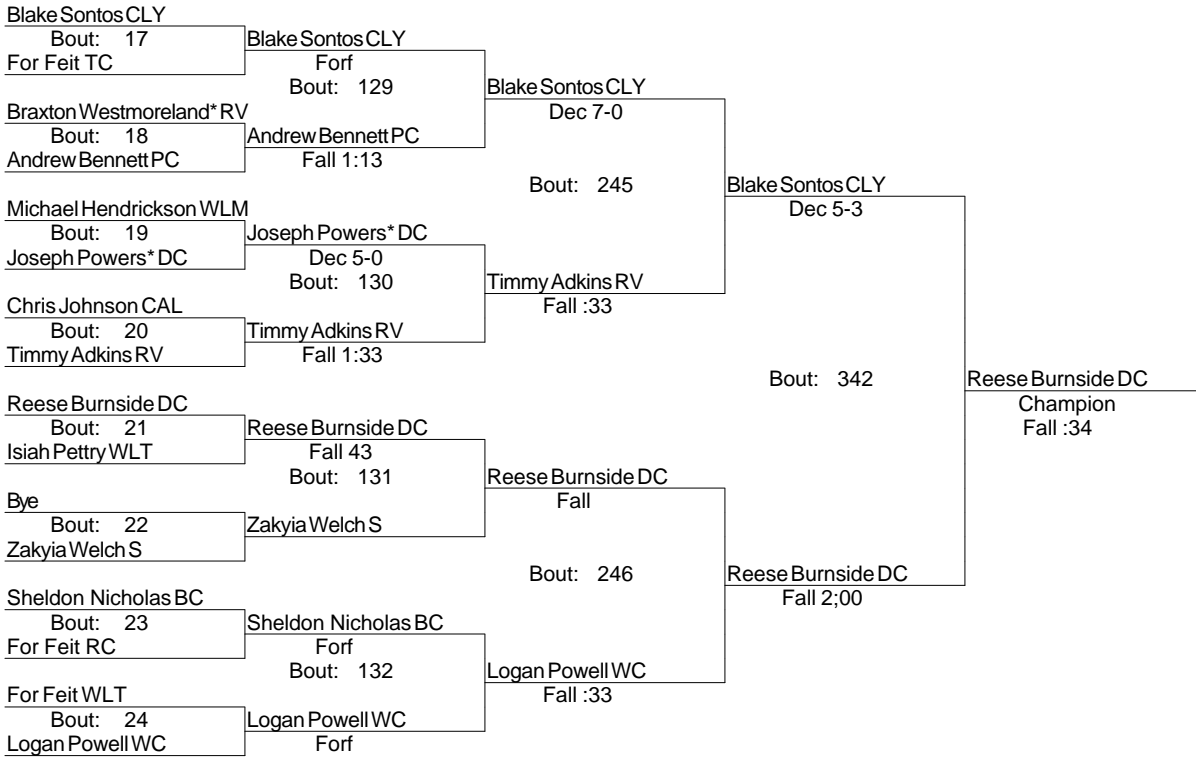 Blake Sontos CLY
Bout: 17
Blake Sontos CLY
For Feit TC
Forf
Bout: 129
Blake Sontos CLY
Braxton Westmoreland* RV
Dec 7-0
Bout: 18
Andrew Bennett PC
Andrew Bennett PC
Fall 1:13
Bout: 245
Blake Sontos CLY
Michael Hendrickson WLM
Dec 5-3
Bout: 19
Joseph Powers* DC
Joseph Powers* DC
Dec 5-0
Bout: 130
Timmy Adkins RV
Chris Johnson CAL
Fall :33
Bout: 20
Timmy Adkins RV
Timmy Adkins RV
Fall 1:33
Bout: 342
Reese Burnside DC
Reese Burnside DC
Champion
Bout: 21
Reese Burnside DC
Fall :34
Isiah Pettry WLT
Fall 43
Bout: 131
Reese Burnside DC
Bye
Fall
Bout: 22
Zakyia Welch S
Zakyia Welch S
Bout: 246
Reese Burnside DC
Sheldon Nicholas BC
Fall 2;00
Bout: 23
Sheldon Nicholas BC
For Feit RC
Forf
Bout: 132
Logan Powell WC
For Feit WLT
Fall :33
Bout: 24
Logan Powell WC
Logan Powell WC
Forf